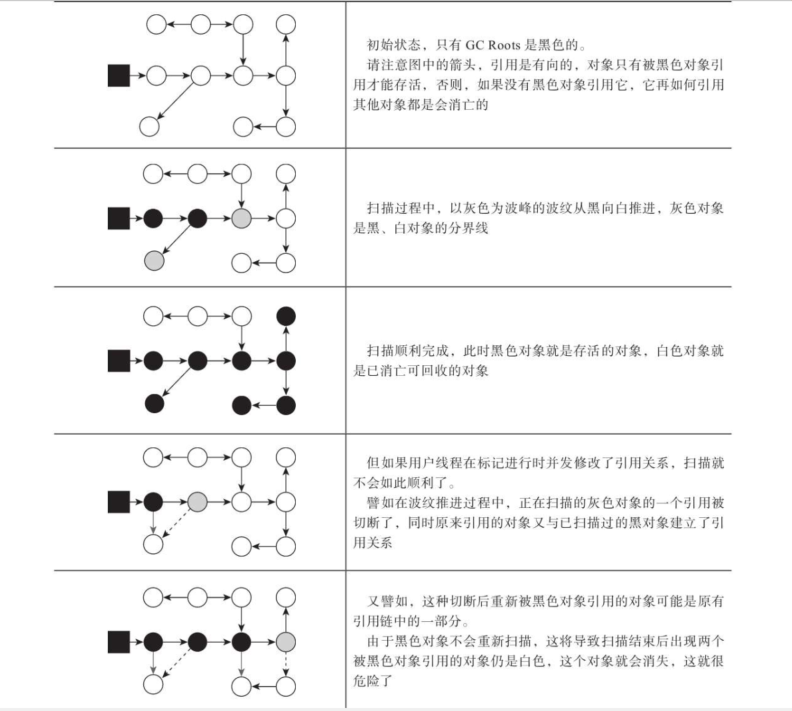 初始状态，只有 GC Roots 是黑色的。
请注意图中的箭头，引用是有向的，对象只有被黑色对象引
用才能存活，否则，如果没有黑色对象引用它，它再如何引用
其他对象都是会消亡的
扫描过程中，以灰色为波峰的波纹从黑向白推进，灰色对象
是黑、白对象的分界线
扫描顺利完成，此时黑色对象就是存活的对象，白色对象就
是已消亡可回收的对象
但如果用户线程在标记进行时并发修改了引用关系，扫描就
不会如此顺利了。
譬如在波纹推进过程中，正在扫描的灰色对象的一个引用被
切断了，同时原来引用的对象又与已扫描过的黑对象建立了引
用关系
又譬如，这种切断后重新被黑色对象引用的对象可能是原有
引用链中的一部分。
由于黑色对象不会重新扫描，这将导致扫描结束后出现两个
被黑色对象引用的对象仍是白色，这个对象就会消失，这就很
危险了